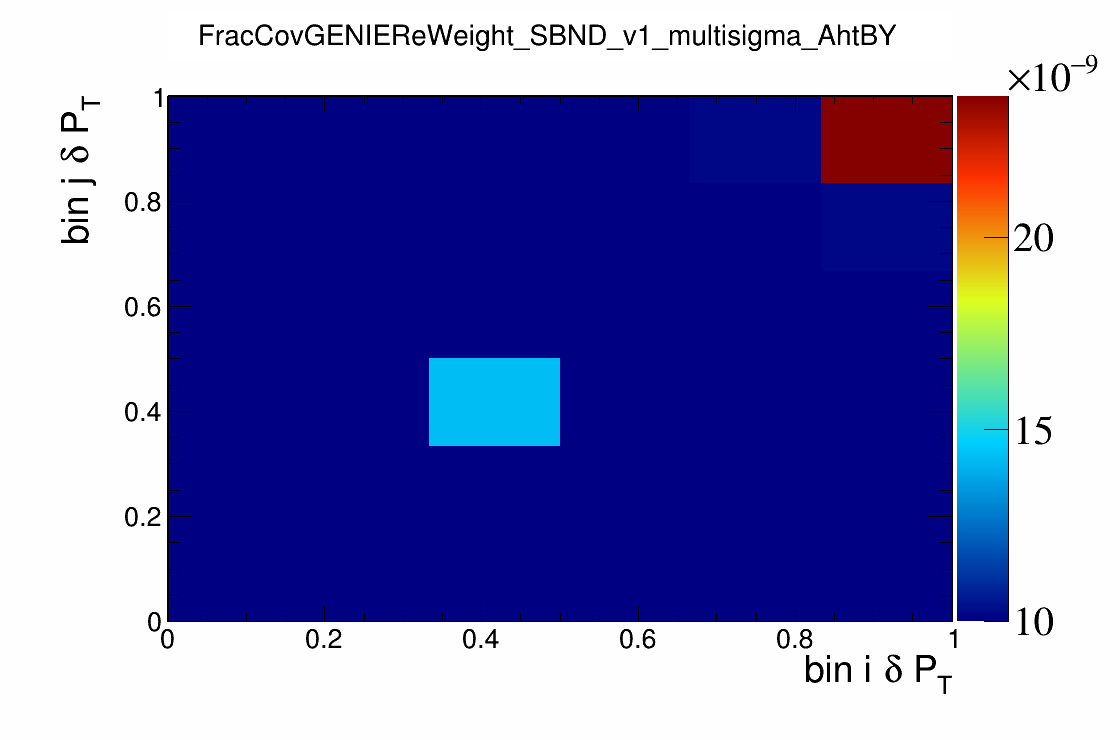 FracCovGENIEReWeight_SBND_v1_multisigma_AhtBY
×10⁻⁹
bin j δ P_T
1
0.8
0.6
0.4
0.2
0
0 0.2 0.4 0.6 0.8 1
bin i δ P_T
20
15
10